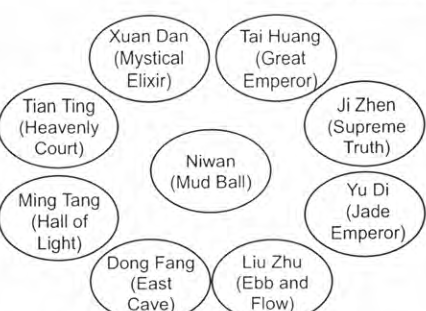 Xuan Dan
(Mystical
Elixir)
Tai Huang
(Great
Emperor)
Tian Ting
(Heavenly
Court)
Ji Zhen
(Supreme
Truth)
Niwan
(Mud Ball)
Ming Tang
(Hall of
Light)
Yu Di
(Jade
Emperor)
Dong Fang
(East
Cave)
Liu Zhu
(Ebb and
Flow)